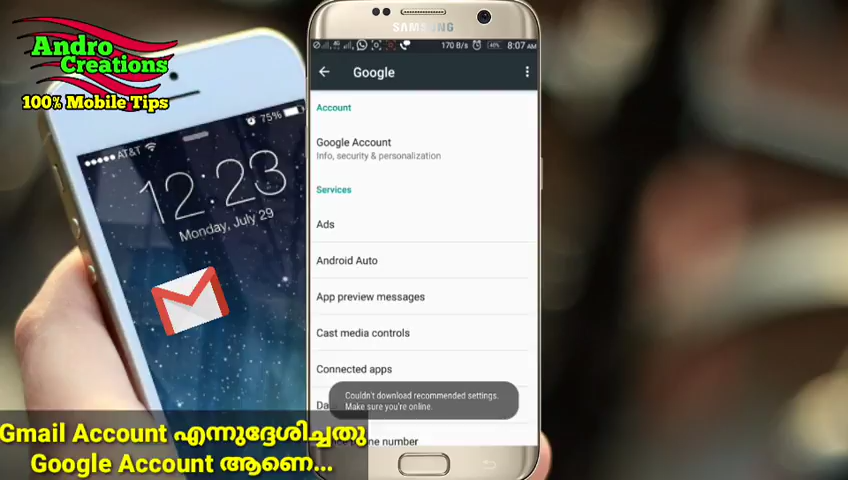 Andro
Creations
100% Mobile Tips
AT&T
75%
12:23
Monday, July 29
SAMSUNG
170 B/s
8:07 AM
Google
Account
Google Account
Info, security & personalization
Services
Ads
Android Auto
App preview messages
Cast media controls
Connected apps
Couldn't download recommended settings.
Make sure you're online.
number
Gmail Account എന്നുദ്ദേശിച്ചതു
Google Account ആണെ...